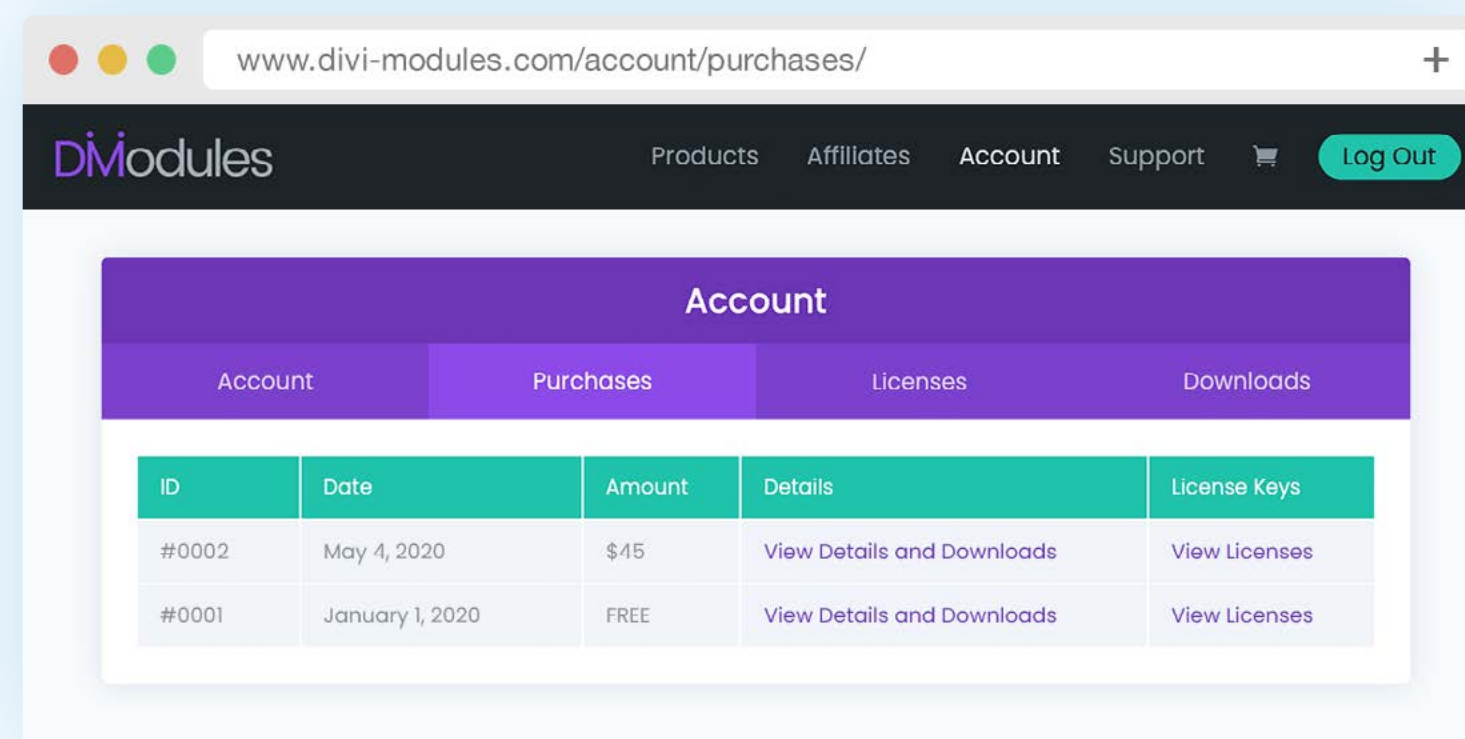 www.divi-modules.com/account/purchases/ +
DiModules Products Affiliates Account Support Log Out
Account
Account Purchases Licenses Downloads
ID Date Amount Details License Keys
#0002 May 4, 2020 $45 View Details and Downloads View Licenses
#0001 January 1, 2020 FREE View Details and Downloads View Licenses